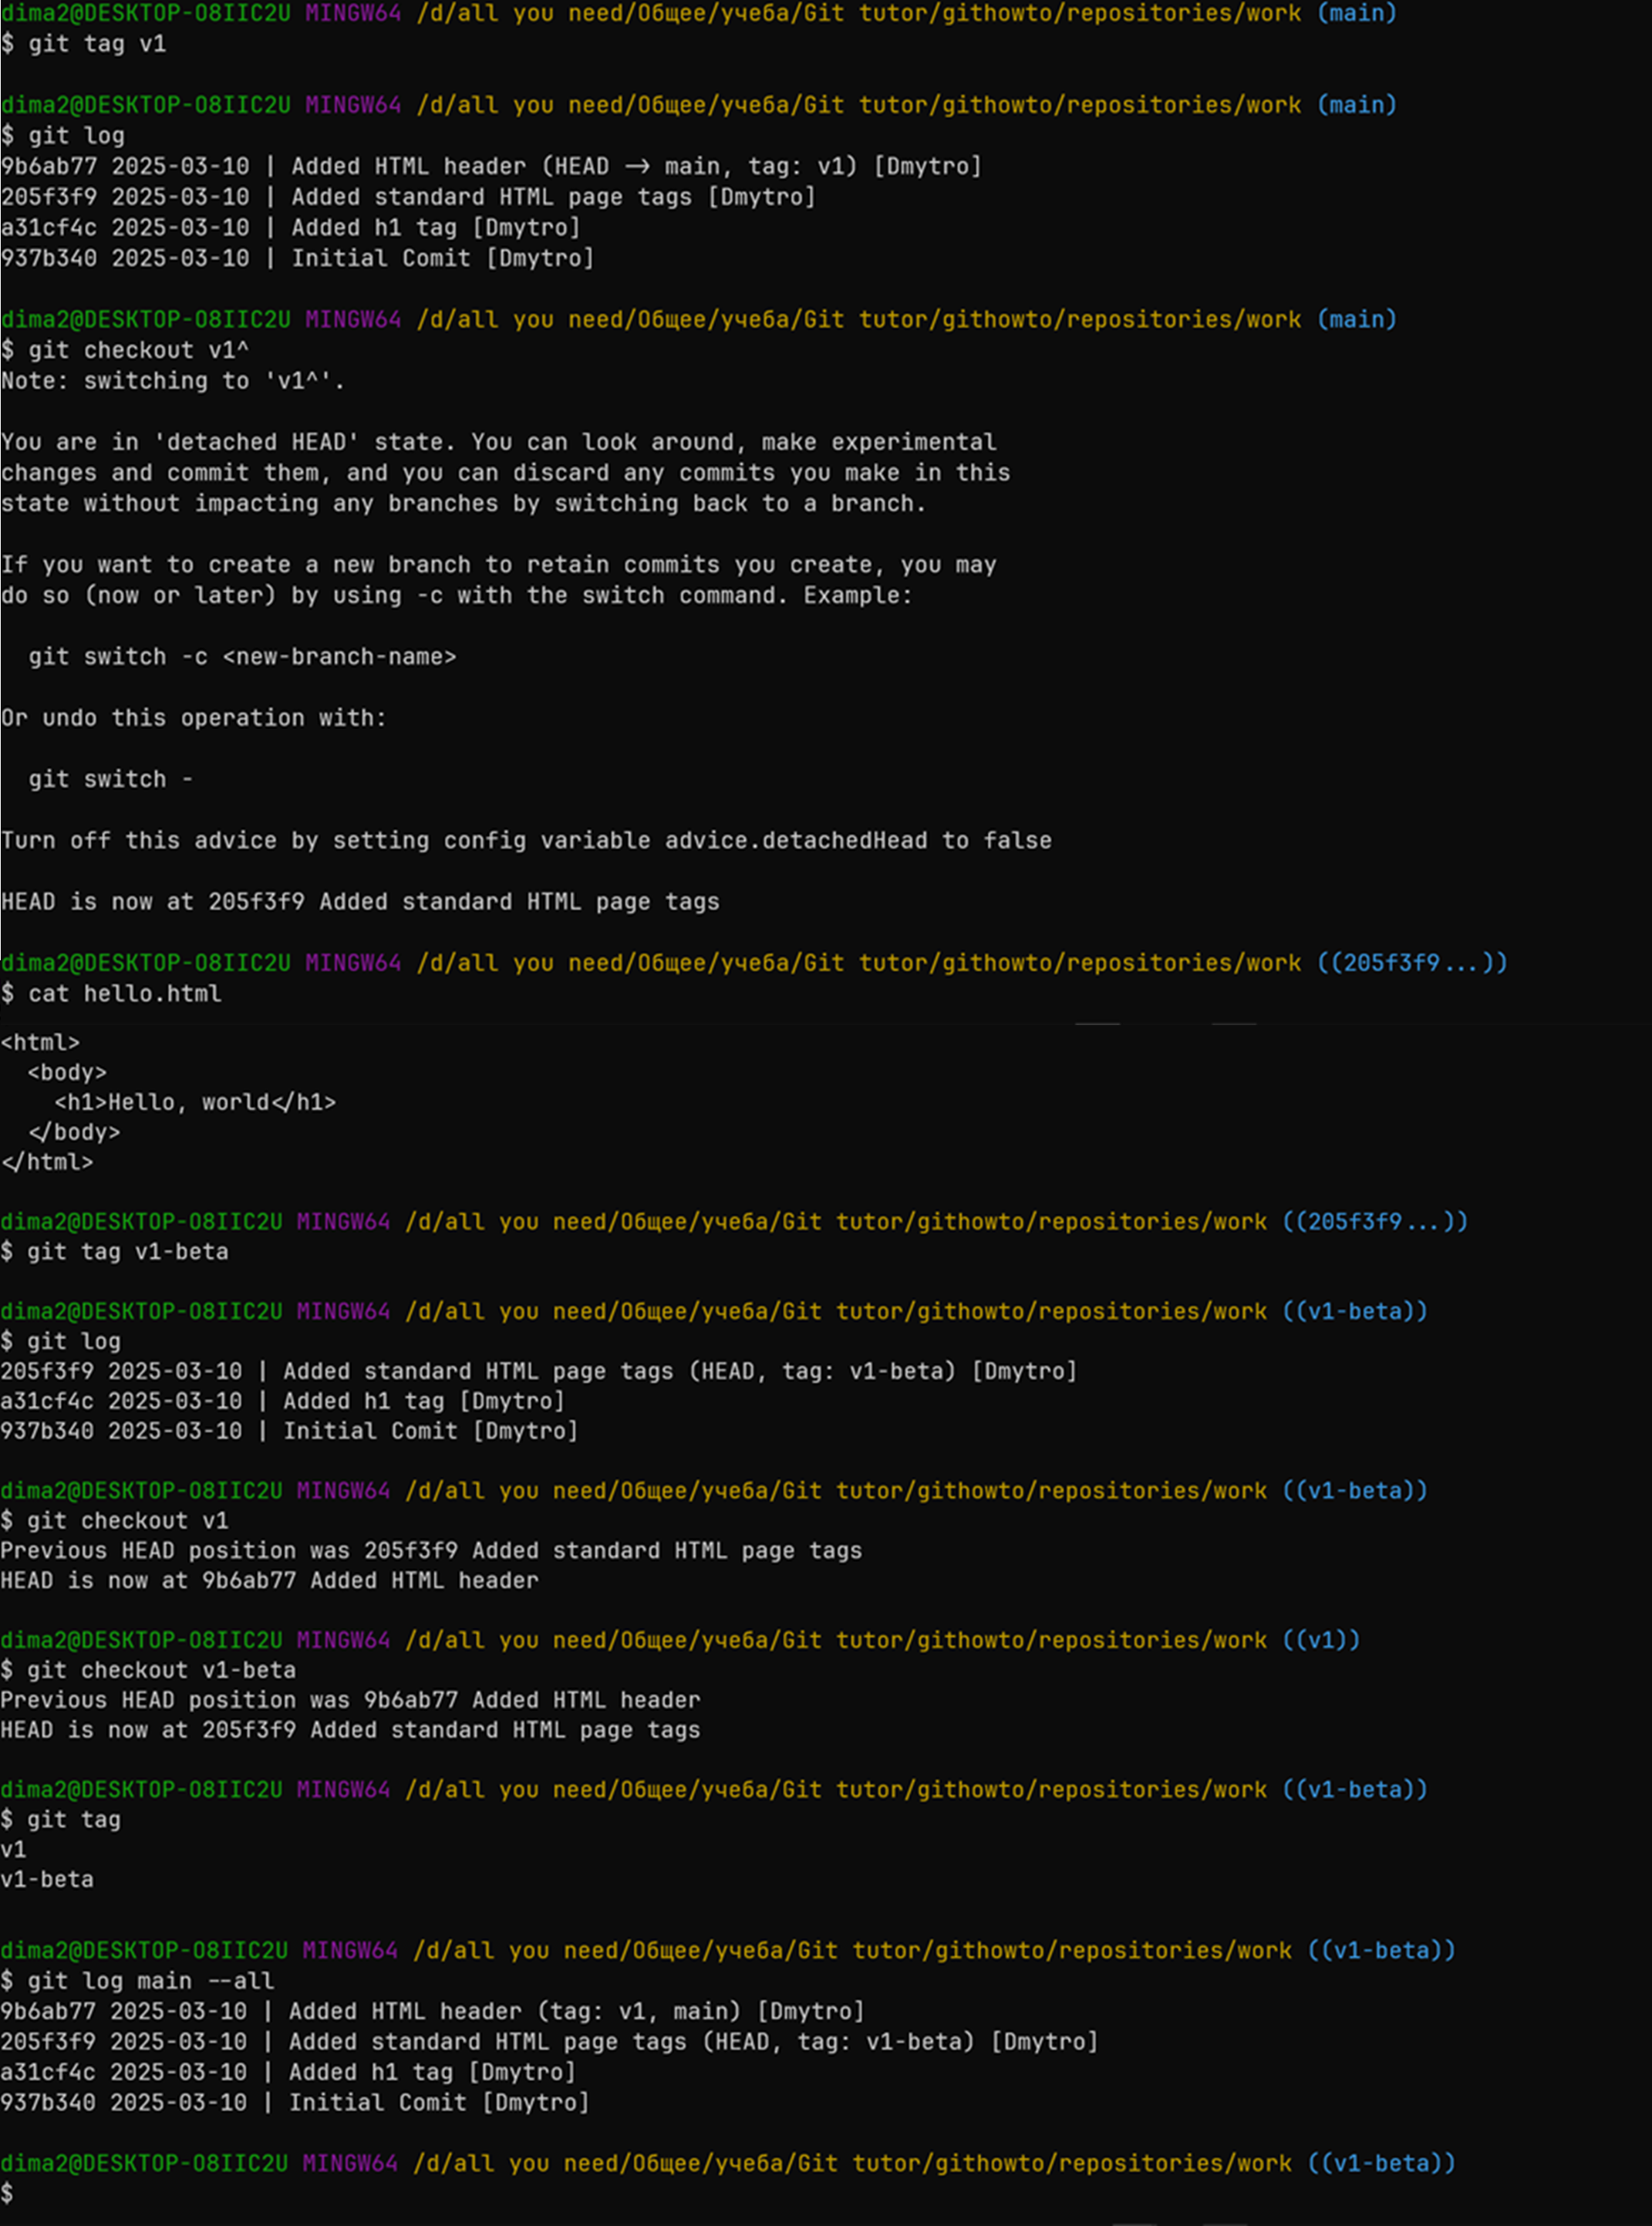 dima2@DESKTOP-O8IIC2U MINGW64 /d/all you need/Общее/учеба/Git tutor/githowto/repositories/work (main)
$ git tag v1
dima2@DESKTOP-O8IIC2U MINGW64 /d/all you need/Общее/учеба/Git tutor/githowto/repositories/work (main)
$ git log
9b6ab77 2025-03-10 | Added HTML header (HEAD -> main, tag: v1) [Dmytro]
205f3f9 2025-03-10 | Added standard HTML page tags [Dmytro]
a31cf4c 2025-03-10 | Added h1 tag [Dmytro]
937b340 2025-03-10 | Initial Comit [Dmytro]
dima2@DESKTOP-O8IIC2U MINGW64 /d/all you need/Общее/учеба/Git tutor/githowto/repositories/work (main)
$ git checkout v1^
Note: switching to 'v1^'.
You are in 'detached HEAD' state. You can look around, make experimental
changes and commit them, and you can discard any commits you make in this
state without impacting any branches by switching back to a branch.
If you want to create a new branch to retain commits you create, you may
do so (now or later) by using -c with the switch command. Example:
  git switch -c <new-branch-name>
Or undo this operation with:
  git switch -
Turn off this advice by setting config variable advice.detachedHead to false
HEAD is now at 205f3f9 Added standard HTML page tags
dima2@DESKTOP-O8IIC2U MINGW64 /d/all you need/Общее/учеба/Git tutor/githowto/repositories/work ((205f3f9...))
$ cat hello.html
<html>
  <body>
    <h1>Hello, world</h1>
  </body>
</html>
dima2@DESKTOP-O8IIC2U MINGW64 /d/all you need/Общее/учеба/Git tutor/githowto/repositories/work ((205f3f9...))
$ git tag v1-beta
dima2@DESKTOP-O8IIC2U MINGW64 /d/all you need/Общее/учеба/Git tutor/githowto/repositories/work ((v1-beta))
$ git log
205f3f9 2025-03-10 | Added standard HTML page tags (HEAD, tag: v1-beta) [Dmytro]
a31cf4c 2025-03-10 | Added h1 tag [Dmytro]
937b340 2025-03-10 | Initial Comit [Dmytro]
dima2@DESKTOP-O8IIC2U MINGW64 /d/all you need/Общее/учеба/Git tutor/githowto/repositories/work ((v1-beta))
$ git checkout v1
Previous HEAD position was 205f3f9 Added standard HTML page tags
HEAD is now at 9b6ab77 Added HTML header
dima2@DESKTOP-O8IIC2U MINGW64 /d/all you need/Общее/учеба/Git tutor/githowto/repositories/work ((v1))
$ git checkout v1-beta
Previous HEAD position was 9b6ab77 Added HTML header
HEAD is now at 205f3f9 Added standard HTML page tags
dima2@DESKTOP-O8IIC2U MINGW64 /d/all you need/Общее/учеба/Git tutor/githowto/repositories/work ((v1-beta))
$ git tag
v1
v1-beta
dima2@DESKTOP-O8IIC2U MINGW64 /d/all you need/Общее/учеба/Git tutor/githowto/repositories/work ((v1-beta))
$ git log main --all
9b6ab77 2025-03-10 | Added HTML header (tag: v1, main) [Dmytro]
205f3f9 2025-03-10 | Added standard HTML page tags (HEAD, tag: v1-beta) [Dmytro]
a31cf4c 2025-03-10 | Added h1 tag [Dmytro]
937b340 2025-03-10 | Initial Comit [Dmytro]
dima2@DESKTOP-O8IIC2U MINGW64 /d/all you need/Общее/учеба/Git tutor/githowto/repositories/work ((v1-beta))
$